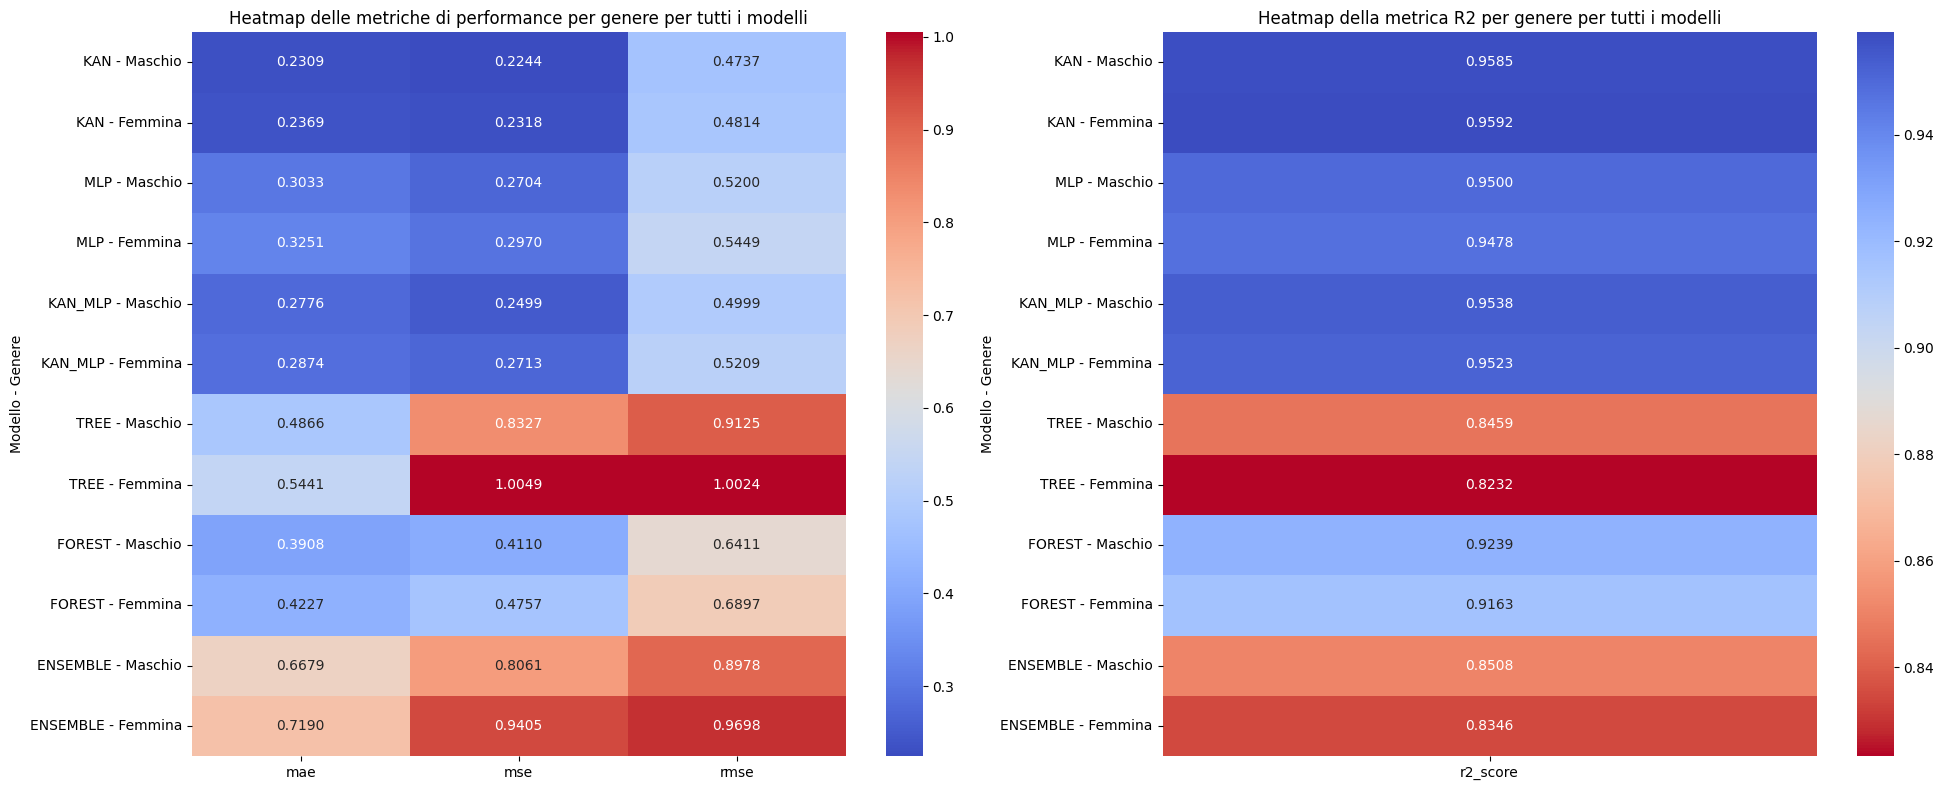 Heatmap delle metriche di performance per genere per tutti i modelli
Modello - Genere
KAN - Maschio 0.2309 0.2244 0.4737
KAN - Femmina 0.2369 0.2318 0.4814
MLP - Maschio 0.3033 0.2704 0.5200
MLP - Femmina 0.3251 0.2970 0.5449
KAN_MLP - Maschio 0.2776 0.2499 0.4999
KAN_MLP - Femmina 0.2874 0.2713 0.5209
TREE - Maschio 0.4866 0.8327 0.9125
TREE - Femmina 0.5441 1.0049 1.0024
FOREST - Maschio 0.3908 0.4110 0.6411
FOREST - Femmina 0.4227 0.4757 0.6897
ENSEMBLE - Maschio 0.6679 0.8061 0.8978
ENSEMBLE - Femmina 0.7190 0.9405 0.9698
mae mse rmse
1.0
0.9
0.8
0.7
0.6
0.5
0.4
0.3
Heatmap della metrica R2 per genere per tutti i modelli
Modello - Genere
KAN - Maschio 0.9585
KAN - Femmina 0.9592
MLP - Maschio 0.9500
MLP - Femmina 0.9478
KAN_MLP - Maschio 0.9538
KAN_MLP - Femmina 0.9523
TREE - Maschio 0.8459
TREE - Femmina 0.8232
FOREST - Maschio 0.9239
FOREST - Femmina 0.9163
ENSEMBLE - Maschio 0.8508
ENSEMBLE - Femmina 0.8346
r2_score
0.94
0.92
0.90
0.88
0.86
0.84